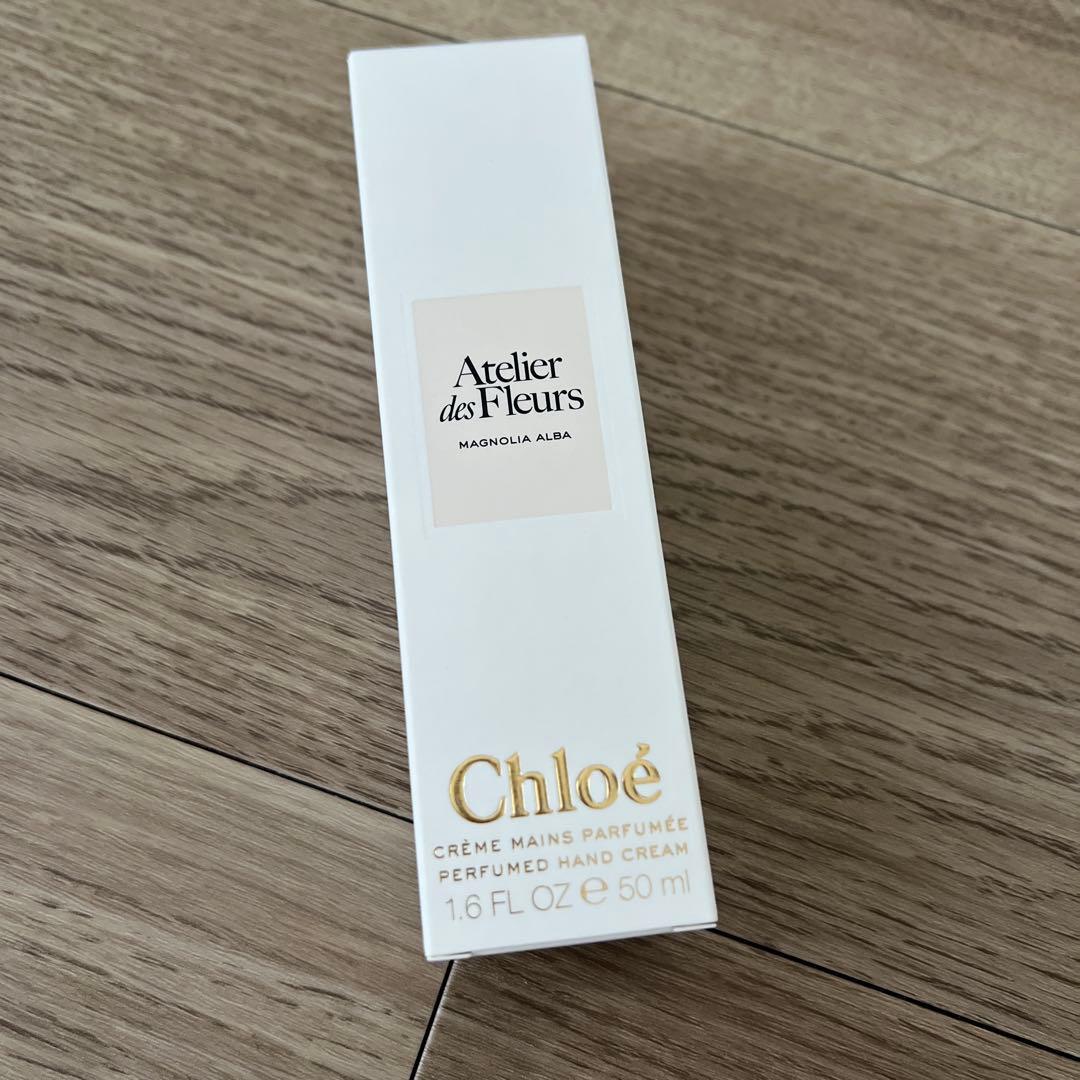 Atelier
des Fleurs
MAGNOLIA ALBA
Chloé
CRÈME MAINS PARFUMÉE
PERFUMED HAND CREAM
1.6 FL OZ ℮ 50 ml